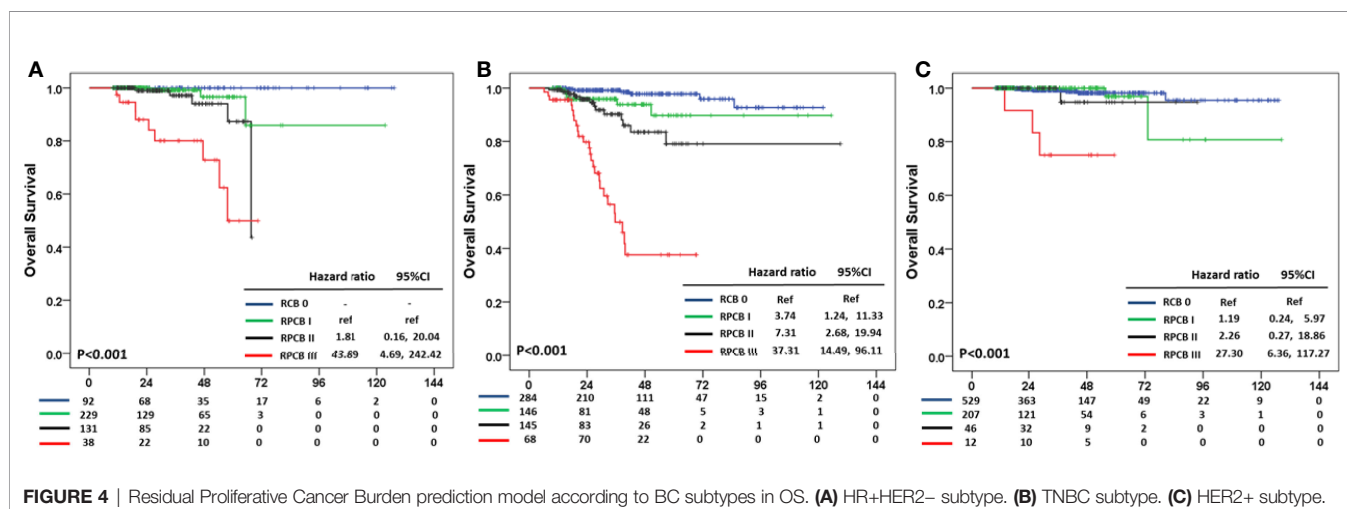 A
Overall Survival
1.0
0.8
0.6
0.4
0.2
0.0
Hazard ratio 95%CI
RCB 0 - -
RPCB I ref ref
RPCB II 1.81 0.16, 20.04
RPCB III 43.89 4.69, 242.42
P<0.001
0 24 48 72 96 120 144
92 68 35 17 6 2 0
229 129 65 3 0 0 0
131 85 22 0 0 0 0
38 22 10 0 0 0 0
B
Overall Survival
1.0
0.8
0.6
0.4
0.2
0.0
Hazard ratio 95%CI
RCB 0 Ref Ref
RPCB I 3.74 1.24, 11.33
RPCB II 7.31 2.68, 19.94
RPCB III 37.31 14.49, 96.11
P<0.001
0 24 48 72 96 120 144
284 210 111 47 15 2 0
146 81 48 5 3 1 0
145 83 26 2 1 1 0
68 70 22 0 0 0 0
C
Overall Survival
1.0
0.8
0.6
0.4
0.2
0.0
Hazard ratio 95%CI
RCB 0 Ref Ref
RPCB I 1.19 0.24, 5.97
RPCB II 2.26 0.27, 18.86
RPCB III 27.30 6.36, 117.27
P<0.001
0 24 48 72 96 120 144
529 363 147 49 22 9 0
207 121 54 6 3 1 0
46 32 9 2 0 0 0
12 10 5 0 0 0 0
FIGURE 4 | Residual Proliferative Cancer Burden prediction model according to BC subtypes in OS. (A) HR+HER2− subtype. (B) TNBC subtype. (C) HER2+ subtype.